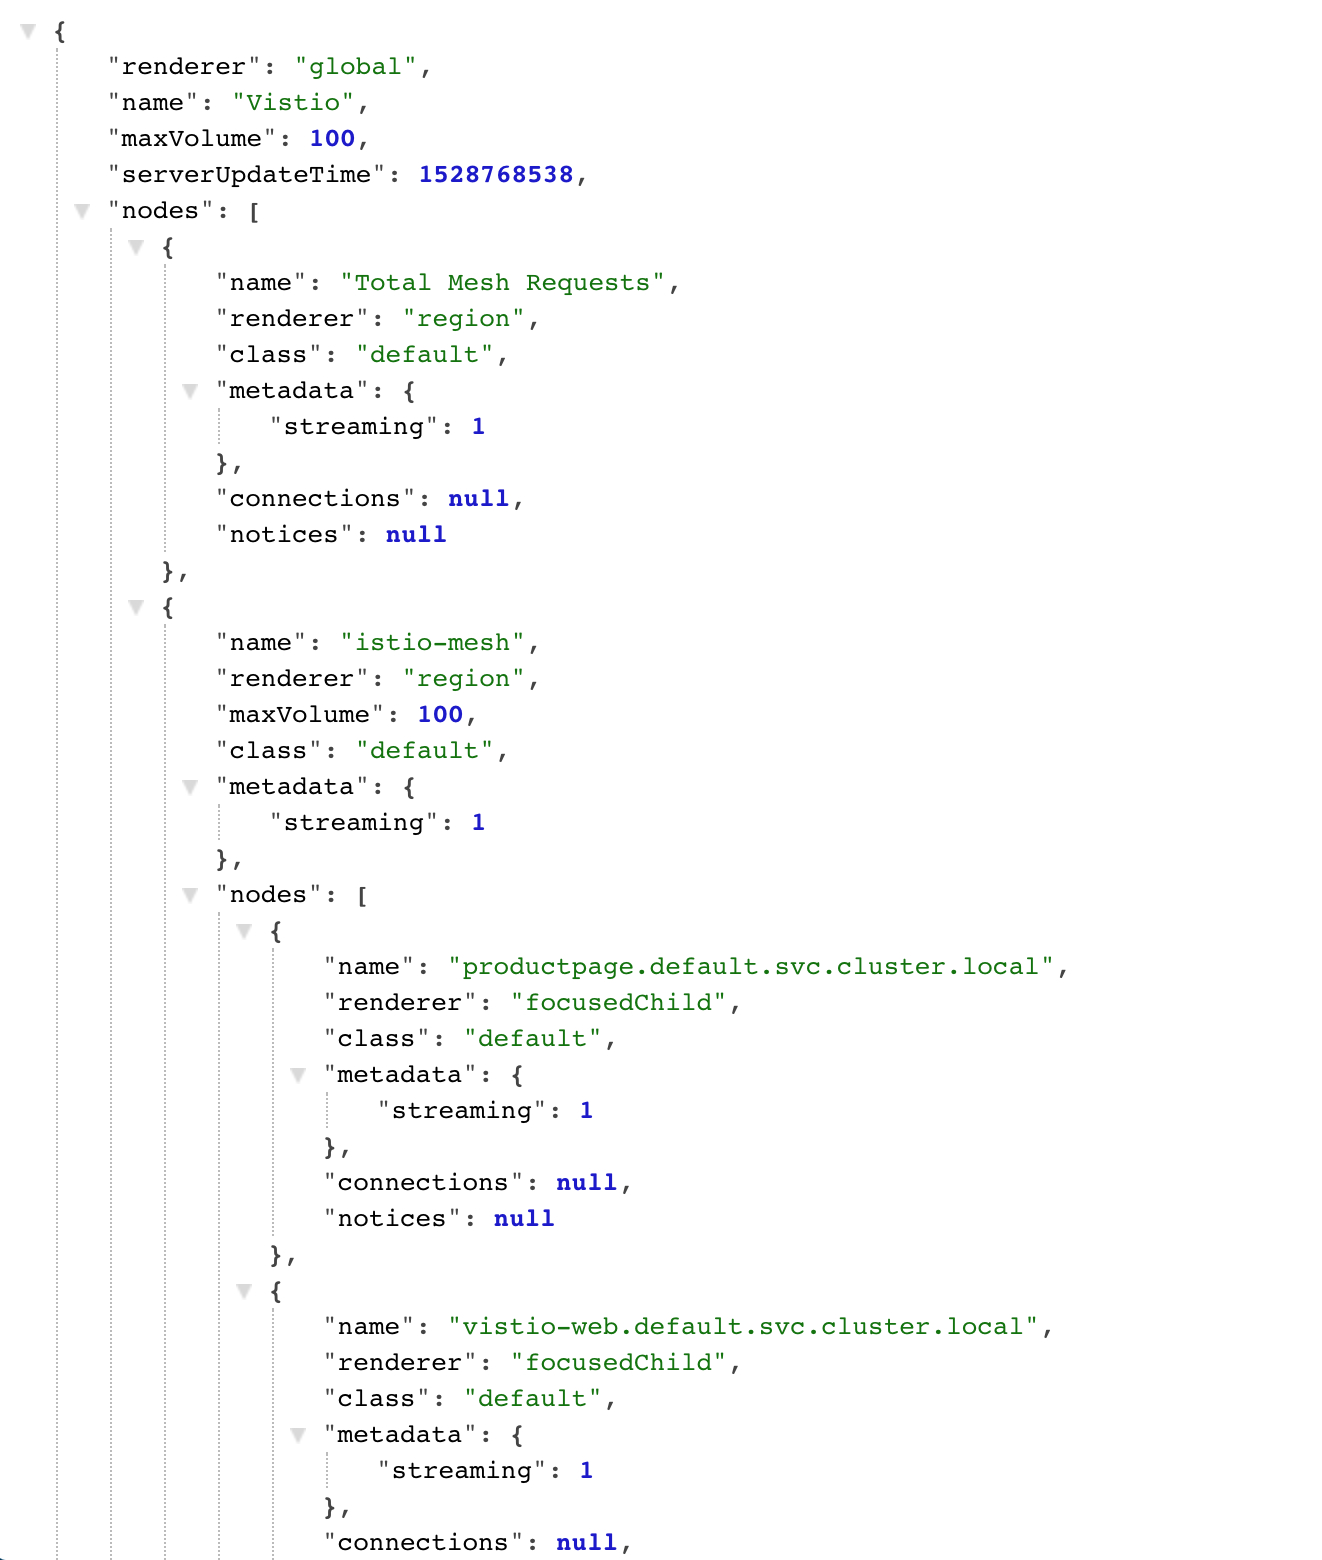 {
"renderer": "global",
"name": "Vistio",
"maxVolume": 100,
"serverUpdateTime": 1528768538,
"nodes": [
{
"name": "Total Mesh Requests",
"renderer": "region",
"class": "default",
"metadata": {
"streaming": 1
},
"connections": null,
"notices": null
},
{
"name": "istio-mesh",
"renderer": "region",
"maxVolume": 100,
"class": "default",
"metadata": {
"streaming": 1
},
"nodes": [
{
"name": "productpage.default.svc.cluster.local",
"renderer": "focusedChild",
"class": "default",
"metadata": {
"streaming": 1
},
"connections": null,
"notices": null
},
{
"name": "vistio-web.default.svc.cluster.local",
"renderer": "focusedChild",
"class": "default",
"metadata": {
"streaming": 1
},
"connections": null,